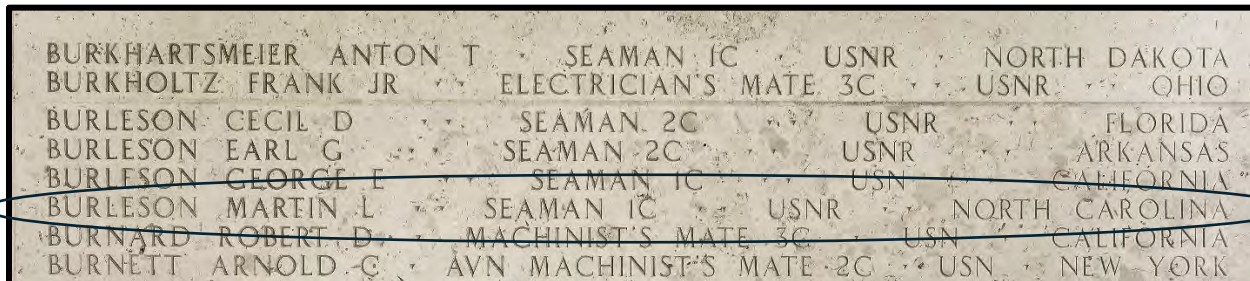 BURKHARTSMEIER ANTON T · SEAMAN 1C · USNR · NORTH DAKOTA
BURKHOLTZ FRANK JR · · ELECTRICIAN'S MATE 3C · · USNR · · OHIO
BURLESON CECIL D · · SEAMAN 2C · · USNR · · FLORIDA
BURLESON EARL G · · SEAMAN 2C · · USNR · · ARKANSAS
BURLESON GEORGE E · · SEAMAN 1C · · USN · · CALIFORNIA
BURLESON MARTIN L · · SEAMAN 1C · · USNR · · NORTH CAROLINA
BURNARD ROBERT D · MACHINIST'S MATE 3C · USN · CALIFORNIA
BURNETT ARNOLD C · AVN MACHINIST'S MATE 2C · USN · NEW YORK